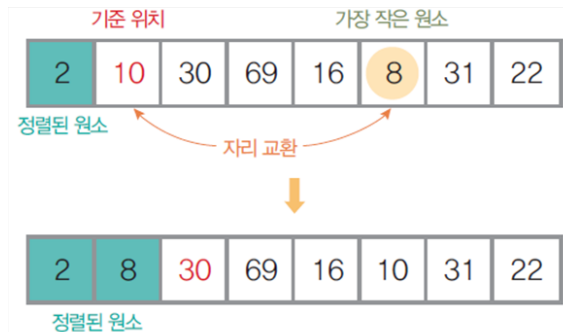 기준 위치 가장 작은 원소
2 10 30 69 16 8 31 22
정렬된 원소
자리 교환
2 8 30 69 16 10 31 22
정렬된 원소